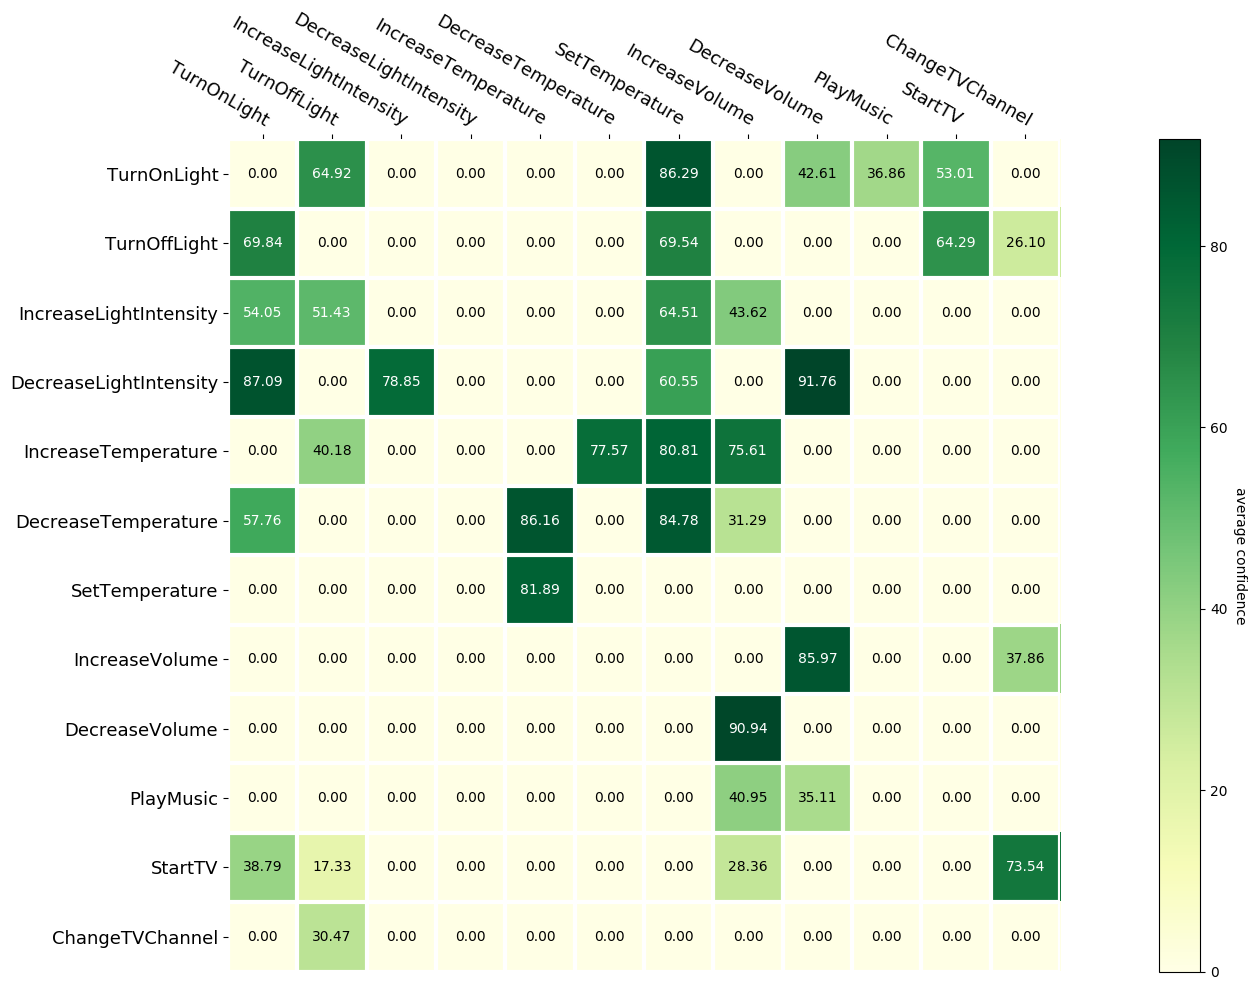 TurnOnLight
TurnOffLight
IncreaseLightIntensity
DecreaseLightIntensity
IncreaseTemperature
DecreaseTemperature
SetTemperature
IncreaseVolume
DecreaseVolume
PlayMusic
StartTV
ChangeTVChannel
TurnOnLight 0.00 64.92 0.00 0.00 0.00 0.00 86.29 0.00 42.61 36.86 53.01 0.00
TurnOffLight 69.84 0.00 0.00 0.00 0.00 0.00 69.54 0.00 0.00 0.00 64.29 26.10
IncreaseLightIntensity 54.05 51.43 0.00 0.00 0.00 0.00 64.51 43.62 0.00 0.00 0.00 0.00
DecreaseLightIntensity 87.09 0.00 78.85 0.00 0.00 0.00 60.55 0.00 91.76 0.00 0.00 0.00
IncreaseTemperature 0.00 40.18 0.00 0.00 0.00 77.57 80.81 75.61 0.00 0.00 0.00 0.00
DecreaseTemperature 57.76 0.00 0.00 0.00 86.16 0.00 84.78 31.29 0.00 0.00 0.00 0.00
SetTemperature 0.00 0.00 0.00 0.00 81.89 0.00 0.00 0.00 0.00 0.00 0.00 0.00
IncreaseVolume 0.00 0.00 0.00 0.00 0.00 0.00 0.00 0.00 85.97 0.00 0.00 37.86
DecreaseVolume 0.00 0.00 0.00 0.00 0.00 0.00 0.00 90.94 0.00 0.00 0.00 0.00
PlayMusic 0.00 0.00 0.00 0.00 0.00 0.00 0.00 40.95 35.11 0.00 0.00 0.00
StartTV 38.79 17.33 0.00 0.00 0.00 0.00 0.00 28.36 0.00 0.00 0.00 73.54
ChangeTVChannel 0.00 30.47 0.00 0.00 0.00 0.00 0.00 0.00 0.00 0.00 0.00 0.00
80
60
40
20
0
average confidence